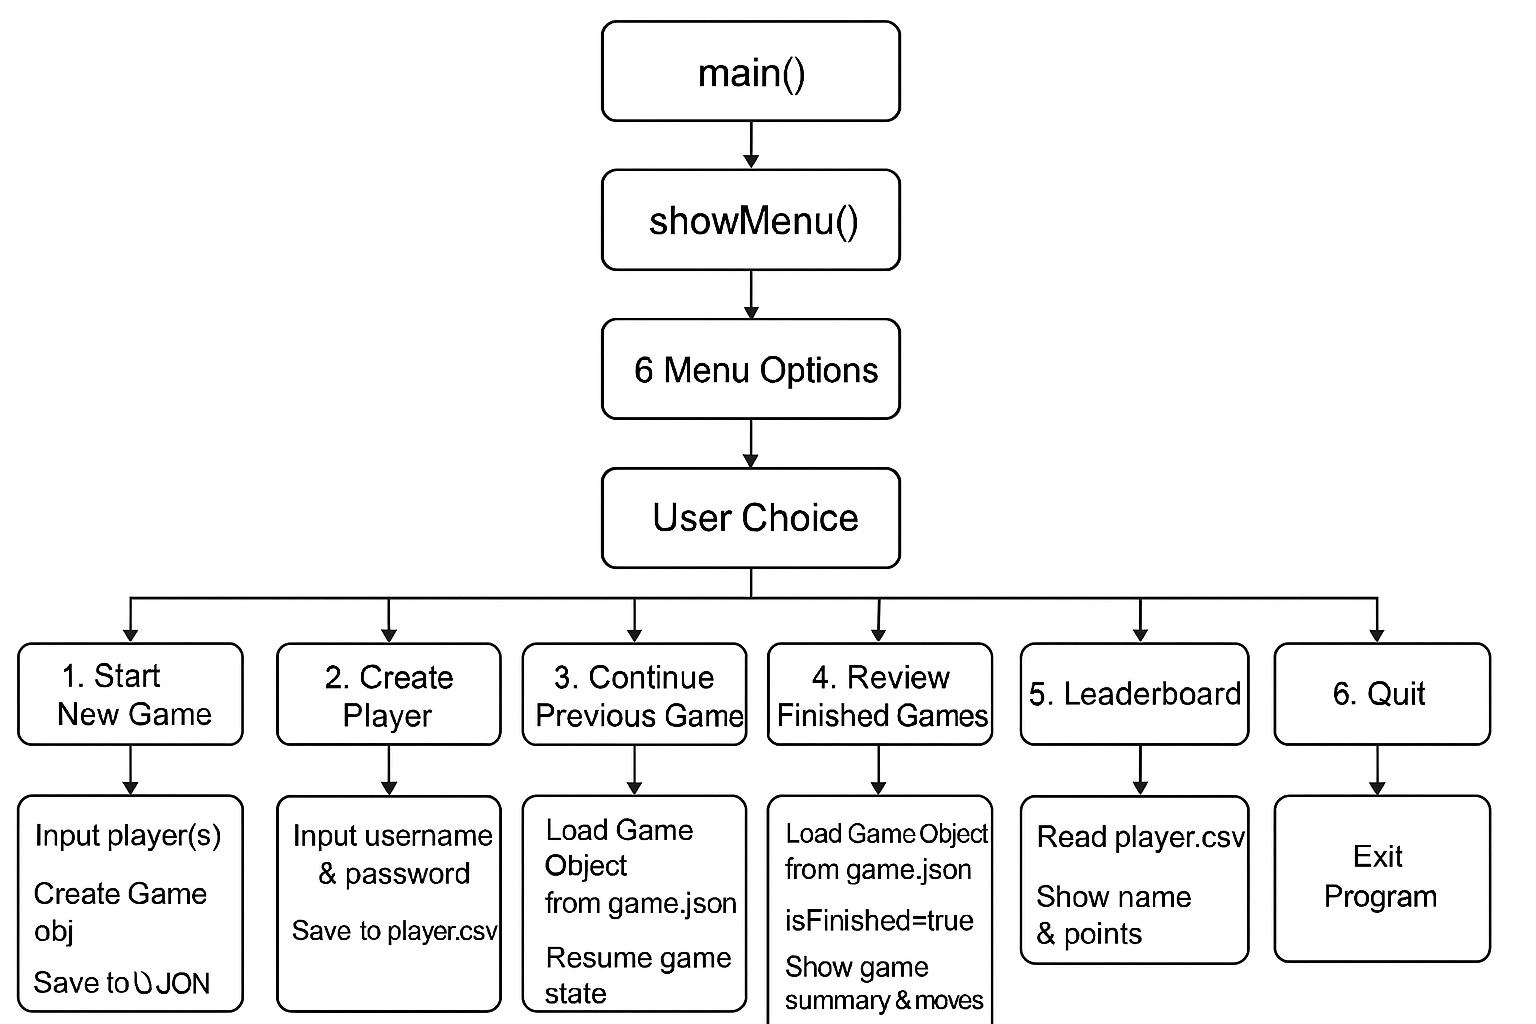 main()
showMenu()
6 Menu Options
User Choice
1. Start
New Game
2. Create
Player
3. Continue
Previous Game
4. Review
Finished Games
5. Leaderboard
6. Quit
Input player(s)
Create Game
obj
Save to JON
Input username
& password
Save to player.csv
Load Game
Object
from game.json
Resume game
state
Load Game Object
from game.json
isFinished=true
Show game
summary & moves
Read player.csv
Show name
& points
Exit
Program